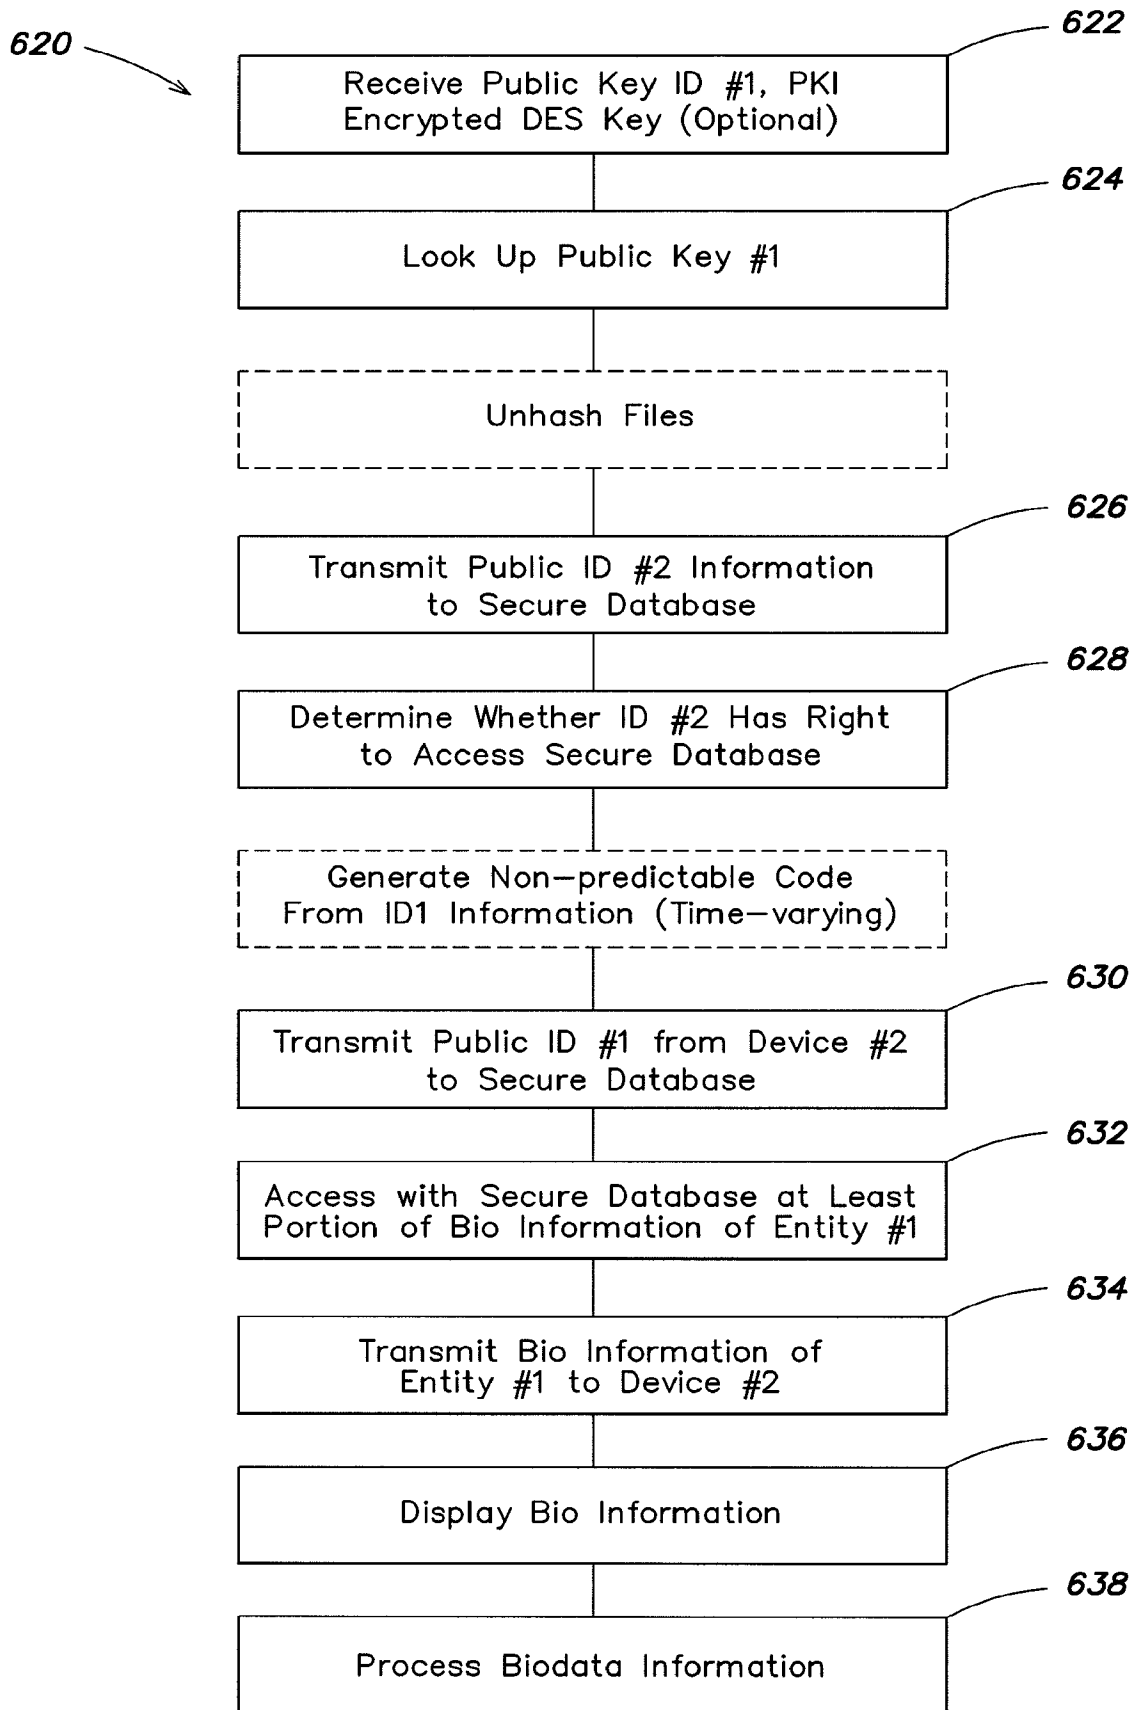 620
622
Receive Public Key ID #1, PKI
Encrypted DES Key (Optional)
624
Look Up Public Key #1
Unhash Files
626
Transmit Public ID #2 Information
to Secure Database
628
Determine Whether ID #2 Has Right
to Access Secure Database
Generate Non-predictable Code
From ID1 Information (Time-varying)
630
Transmit Public ID #1 from Device #2
to Secure Database
632
Access with Secure Database at Least
Portion of Bio Information of Entity #1
634
Transmit Bio Information of
Entity #1 to Device #2
636
Display Bio Information
638
Process Biodata Information